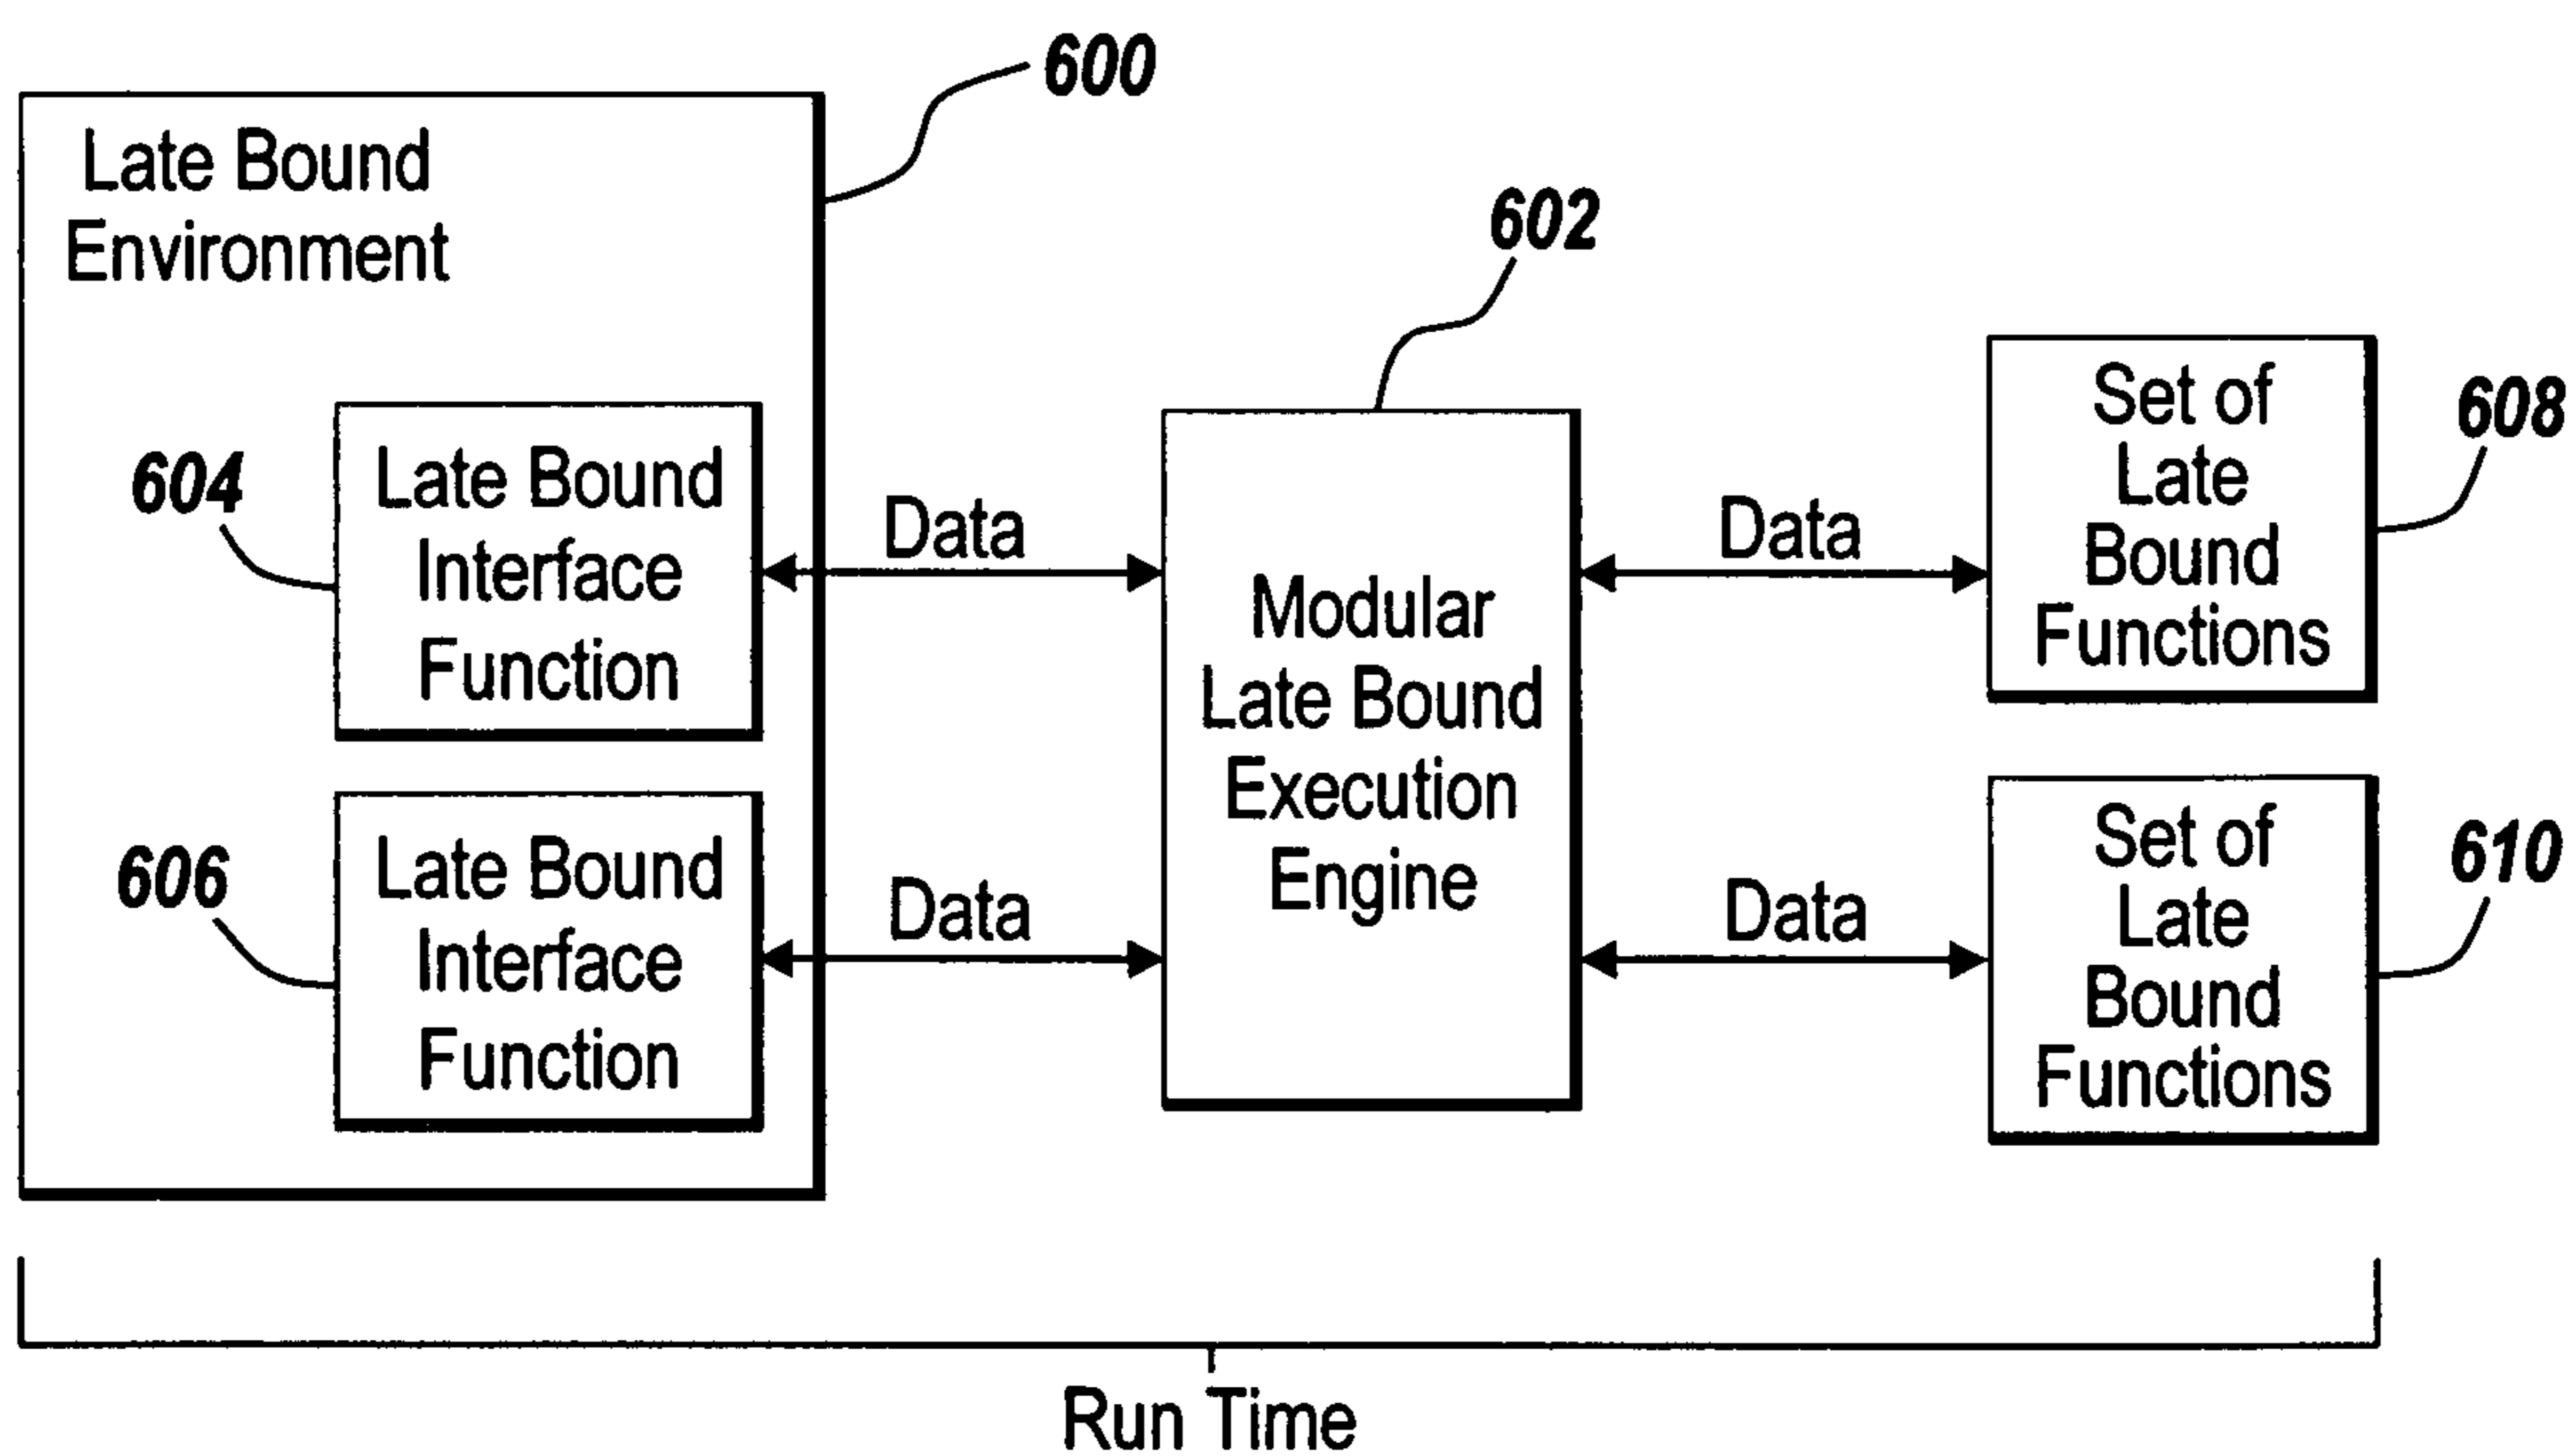 600
Late Bound
Environment
602
604
Late Bound
Interface
Function
Data
Modular
Late Bound
Execution
Engine
Data
Set of
Late
Bound
Functions
608
606
Late Bound
Interface
Function
Data
Data
Set of
Late
Bound
Functions
610
Run Time